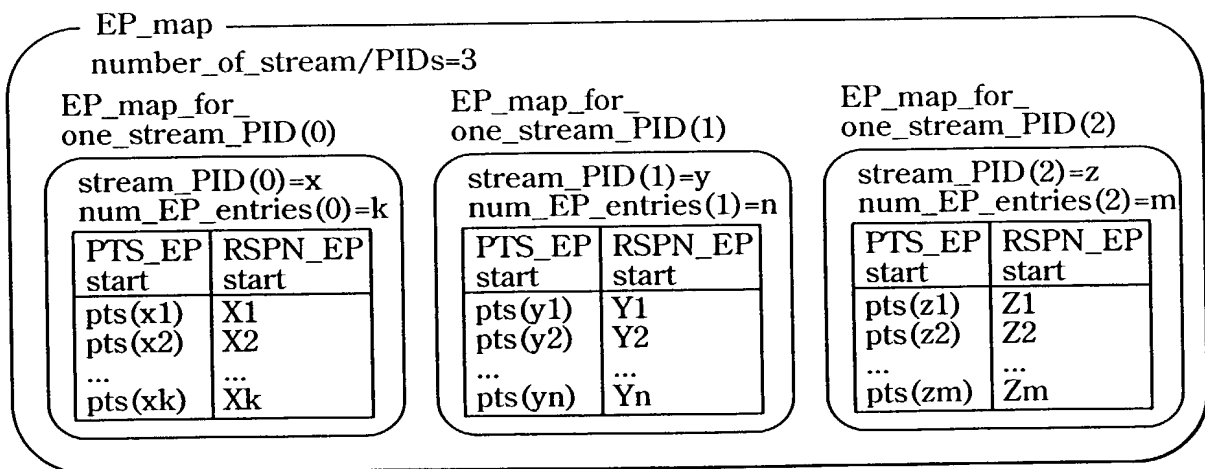 EP_map
number_of_stream/PIDs=3
EP_map_for_
one_stream_PID(0)
stream_PID(0)=x
num_EP_entries(0)=k
PTS_EP RSPN_EP
start start
pts(x1) X1
pts(x2) X2
... ...
pts(xk) Xk
EP_map_for_
one_stream_PID(1)
stream_PID(1)=y
num_EP_entries(1)=n
PTS_EP RSPN_EP
start start
pts(y1) Y1
pts(y2) Y2
... ...
pts(yn) Yn
EP_map_for_
one_stream_PID(2)
stream_PID(2)=z
num_EP_entries(2)=m
PTS_EP RSPN_EP
start start
pts(z1) Z1
pts(z2) Z2
... ...
pts(zm) Zm